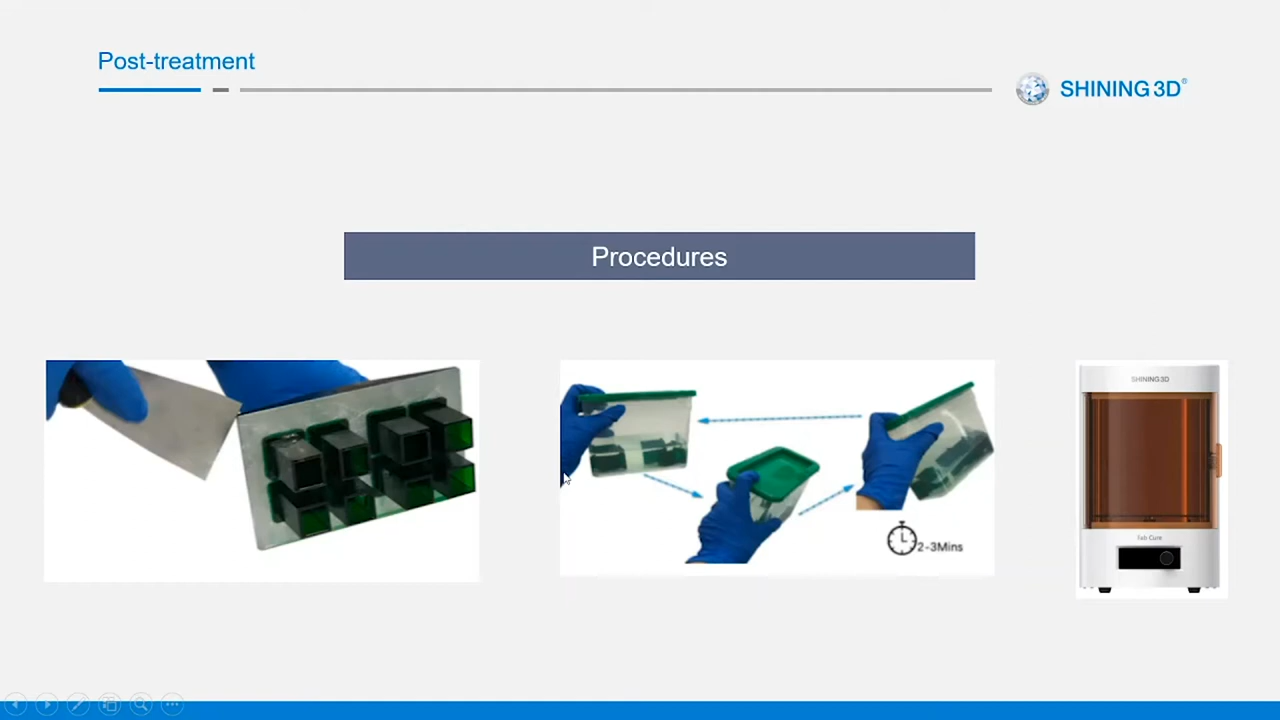 Post-treatment
SHINING 3D®
Procedures
2-3Mins
SHINING3D
Fab Cure